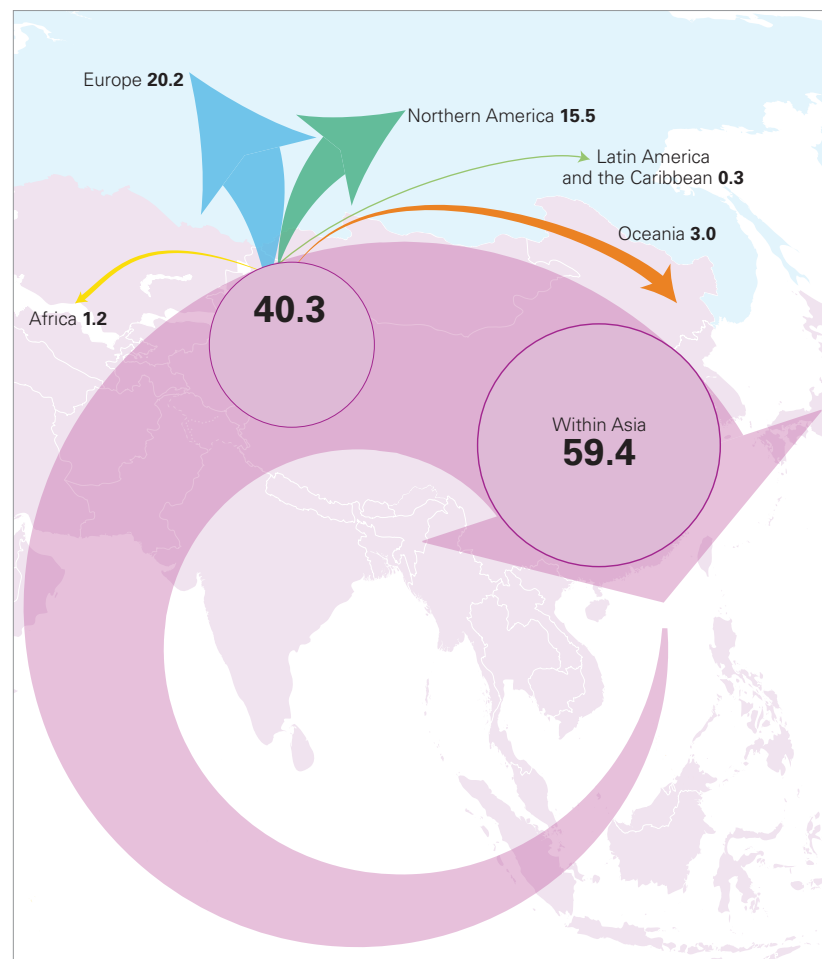 Europe 20.2
Northern America 15.5
Latin America
and the Caribbean 0.3
Oceania 3.0
Africa 1.2
40.3
Within Asia
59.4